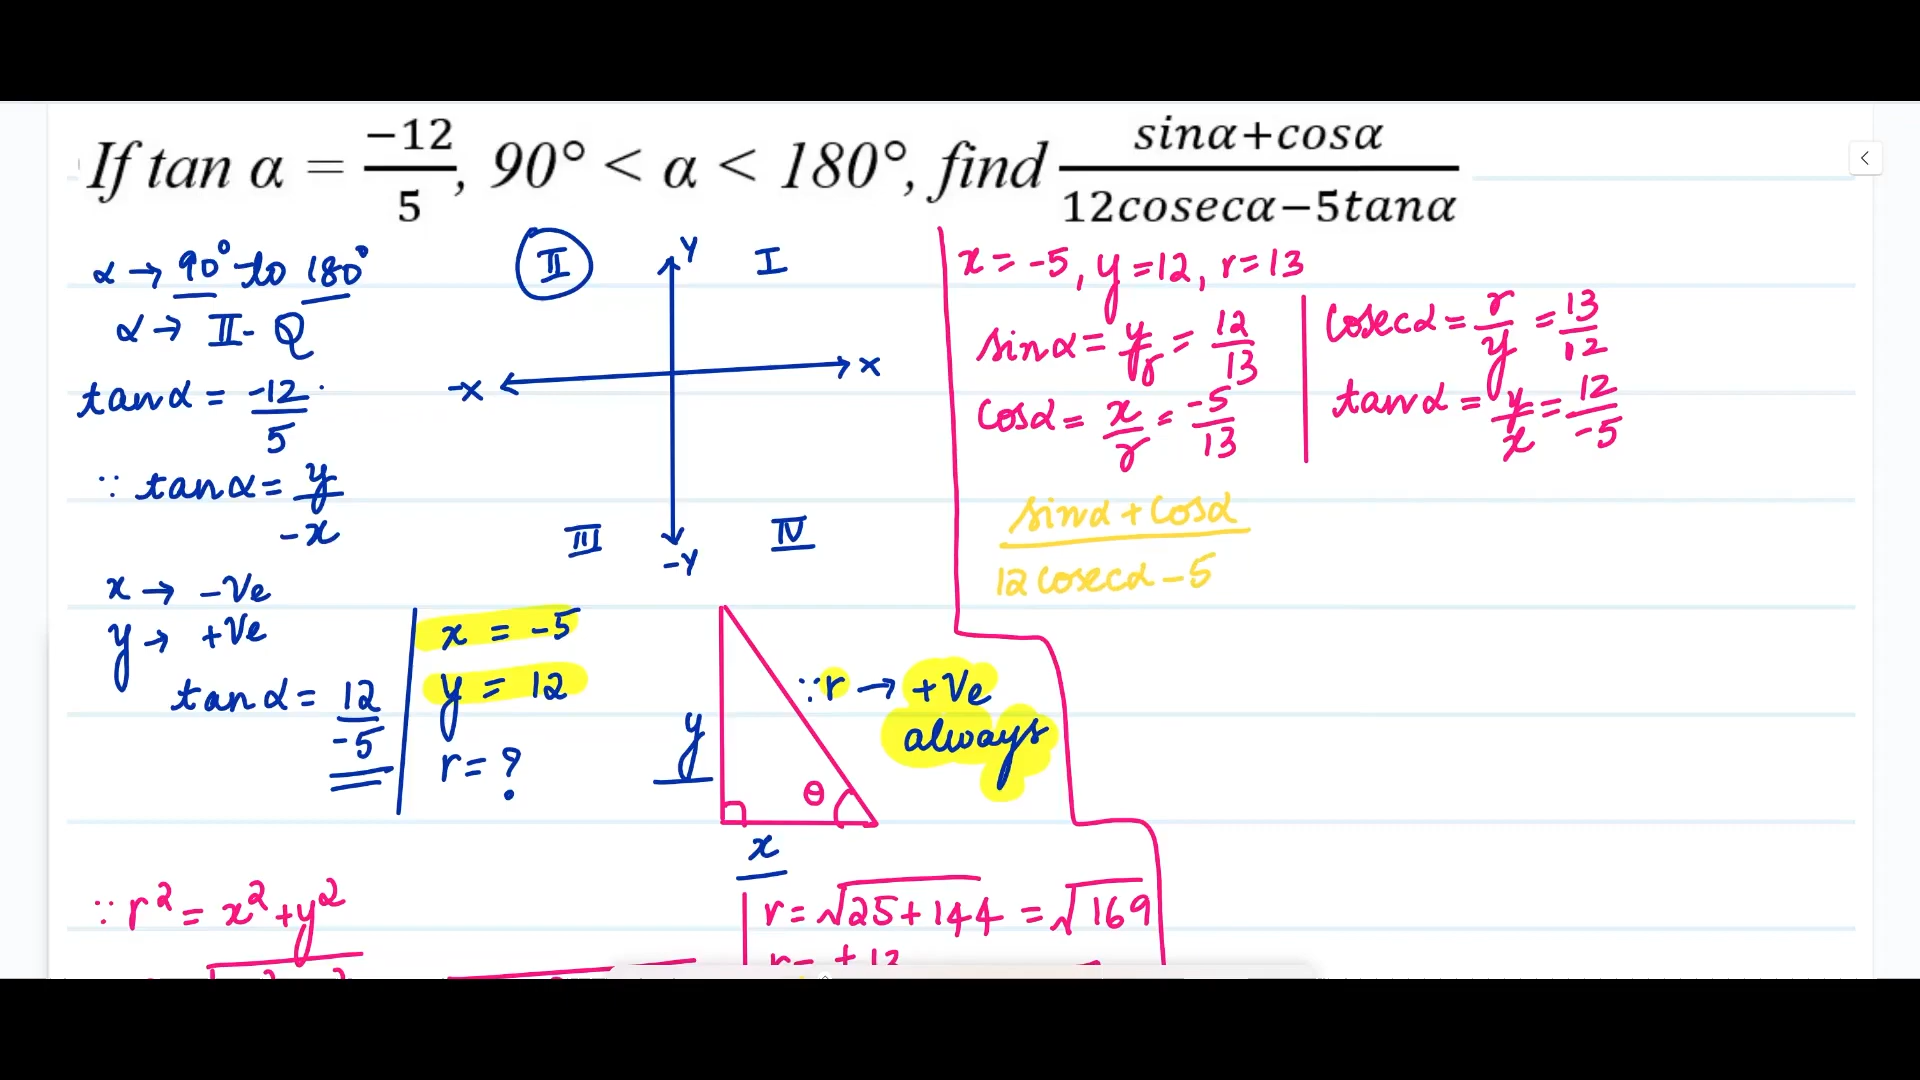 If tan α = -12/5, 90° < α < 180°, find sinα+cosα/12cosecα−5tanα
α → 90° to 180°
α → II - Q
tanα = -12/5
∵ tanα = y/-x
x → -Ve
y → +Ve
tanα = 12/-5
II
I
III
IV
Y
x
-x
-Y
x = -5
y = 12
r = ?
y
x
θ
∵ r → +Ve
always
∵ r² = x² + y²
r = √25+144 = √169
r = ± 13
x = -5, y = 12, r = 13
sinα = y/r = 12/13
cosα = x/r = -5/13
cosecα = r/y = 13/12
tanα = y/x = 12/-5
sinα + cosα
12 cosecα - 5